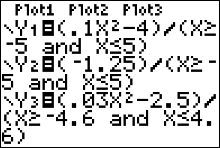 Plot1 Plot2 Plot3
\Y₁=(.1X²-4)/(X≥
-5 and X≤5)
\Y₂=(-1.25)/(X≥-
5 and X≤5)
\Y₃=(.03X²-2.5)/
(X≥-4.6 and X≤4.
6)